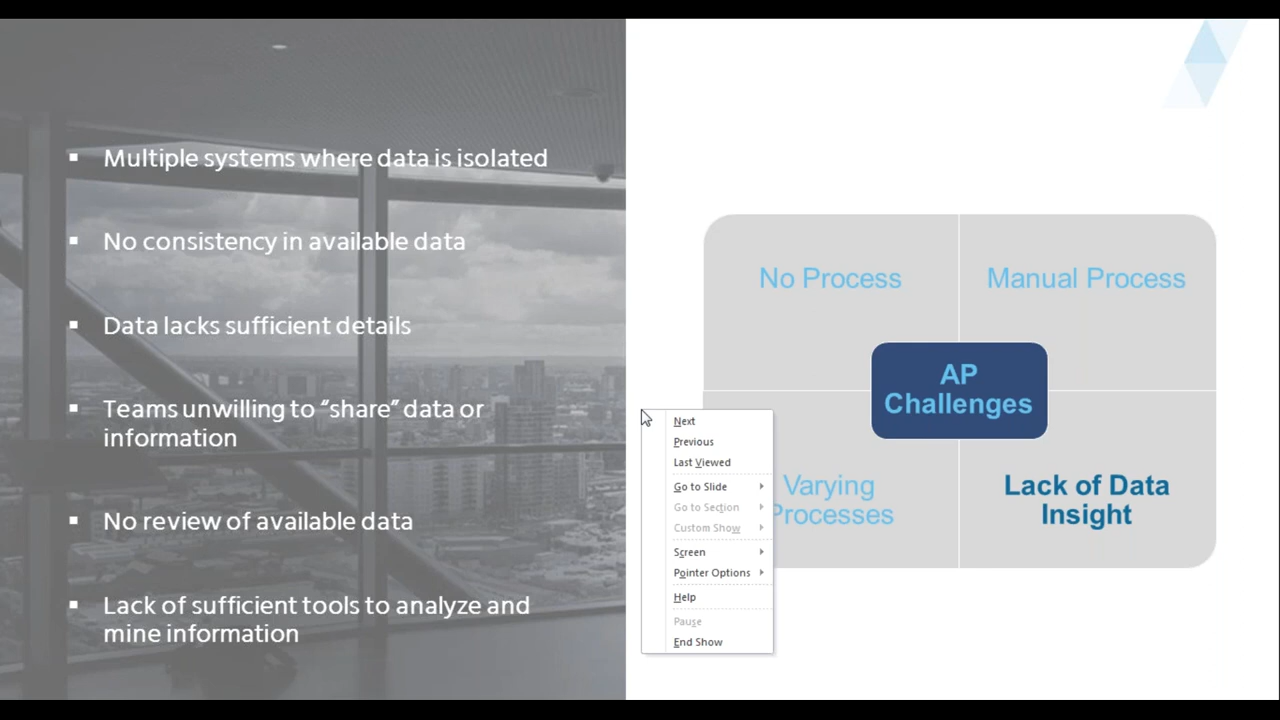 Multiple systems where data is isolated
No consistency in available data
Data lacks sufficient details
Teams unwilling to “share” data or
information
No review of available data
Lack of sufficient tools to analyze and
mine information
No Process
Manual Process
AP
Challenges
Varying
Processes
Lack of Data
Insight
Next
Previous
Last Viewed
Go to Slide
Go to Section
Custom Show
Screen
Pointer Options
Help
Pause
End Show